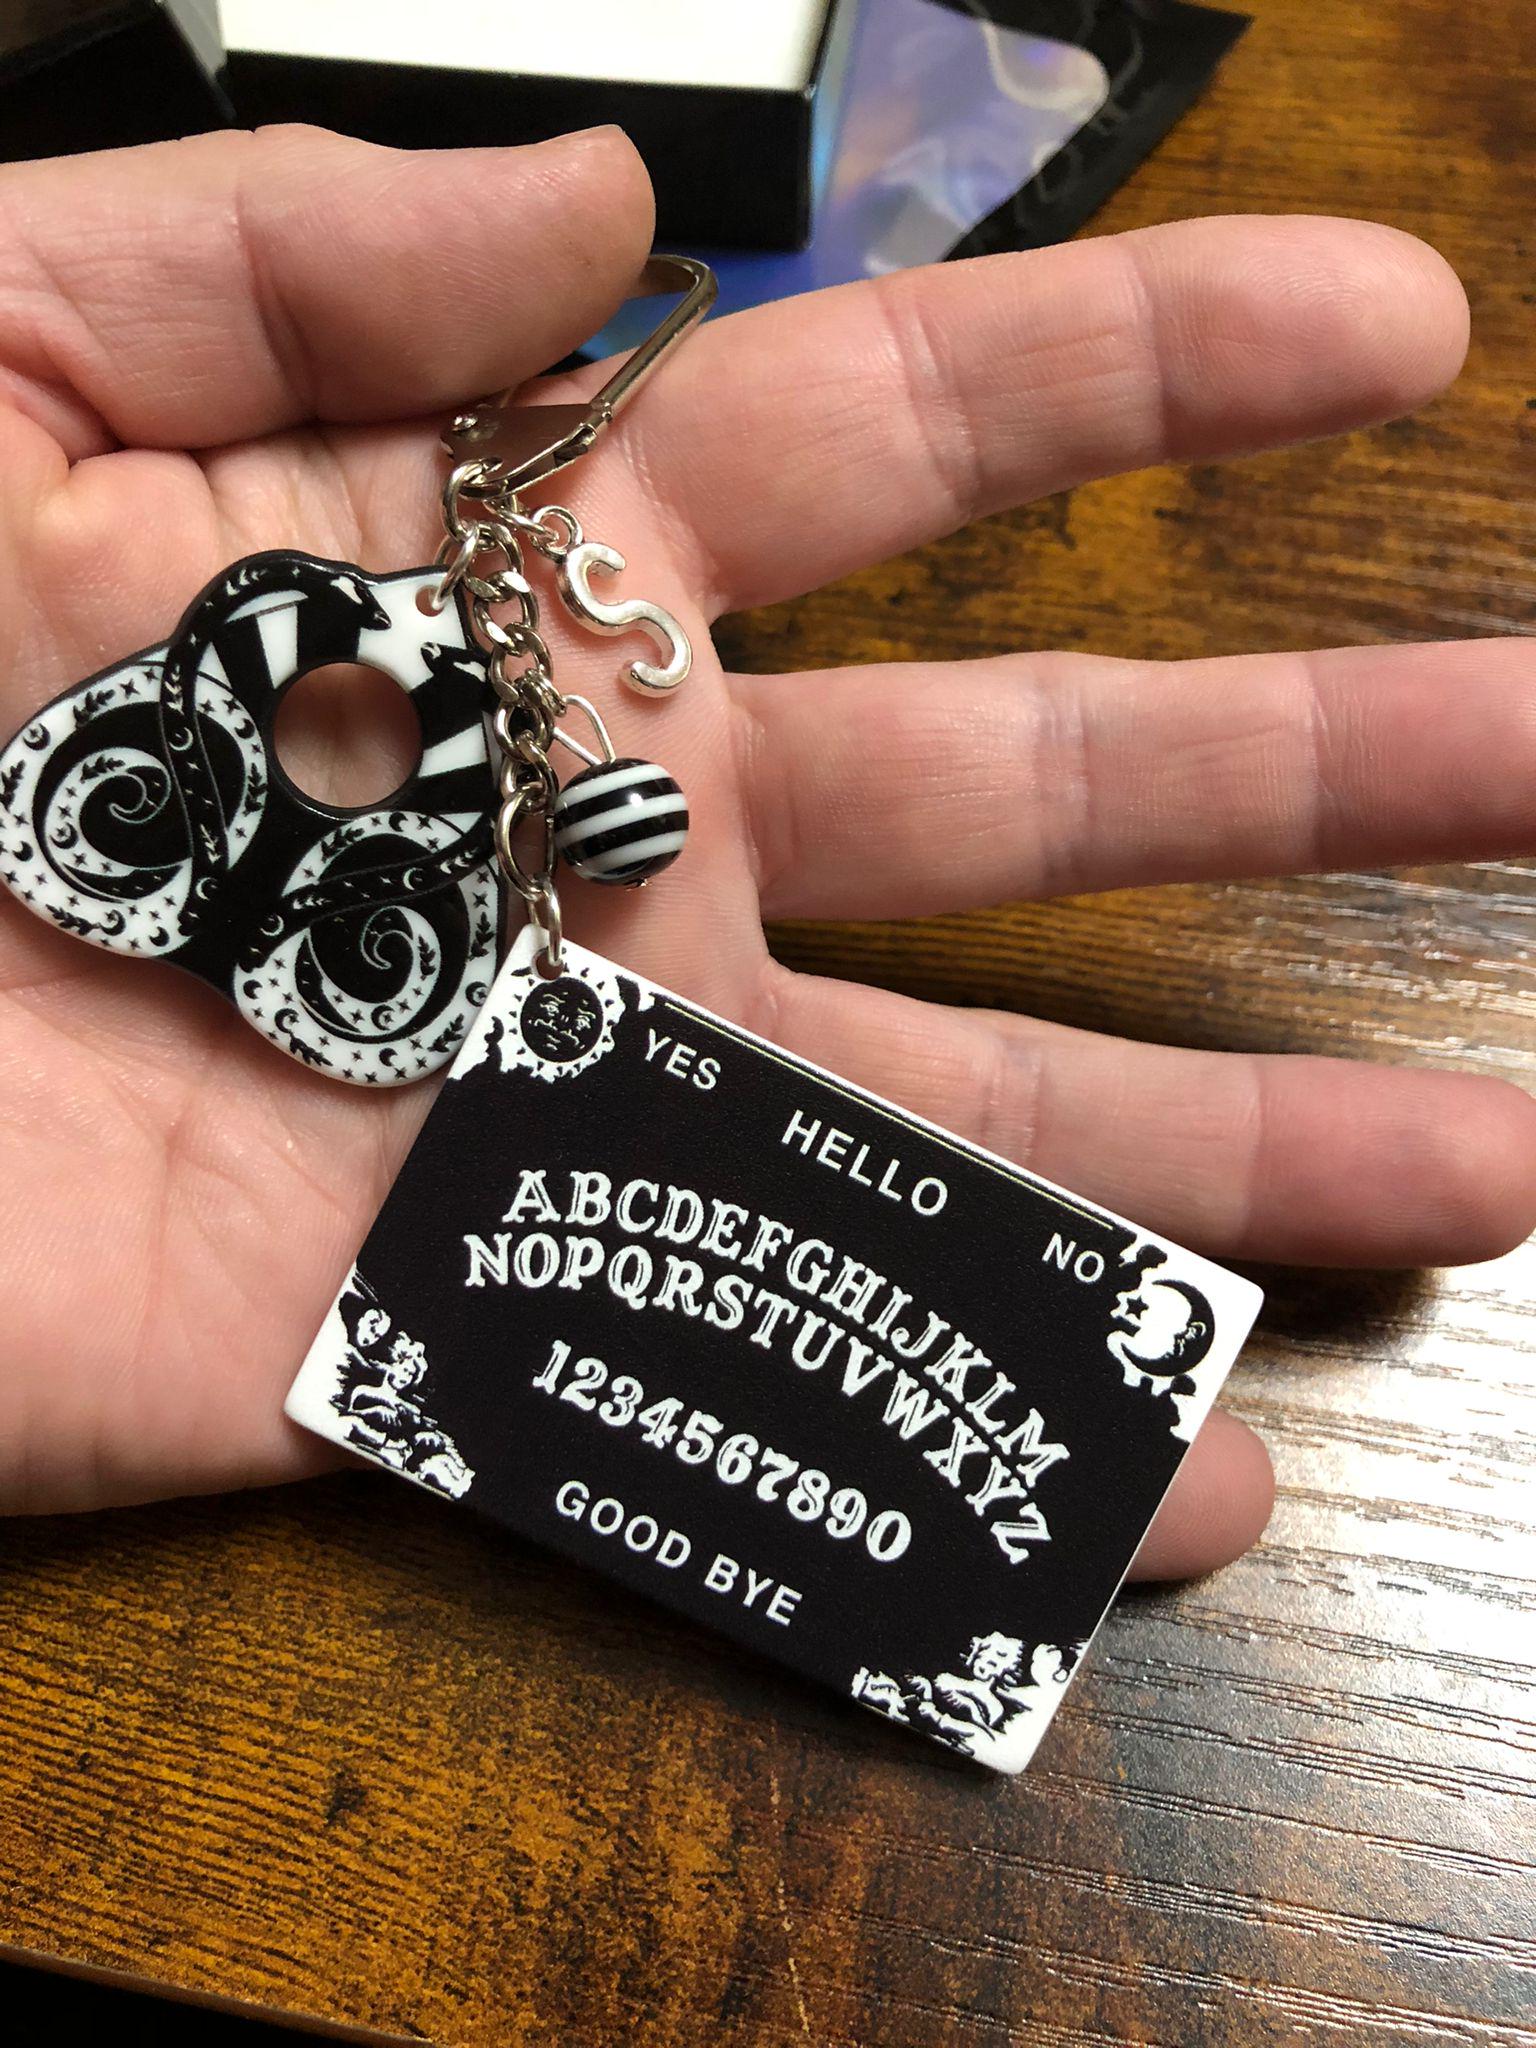 S
YES
HELLO
NO
ABCDEFGHIJKLM
NOPQRSTUVWXYZ
1234567890
GOOD BYE